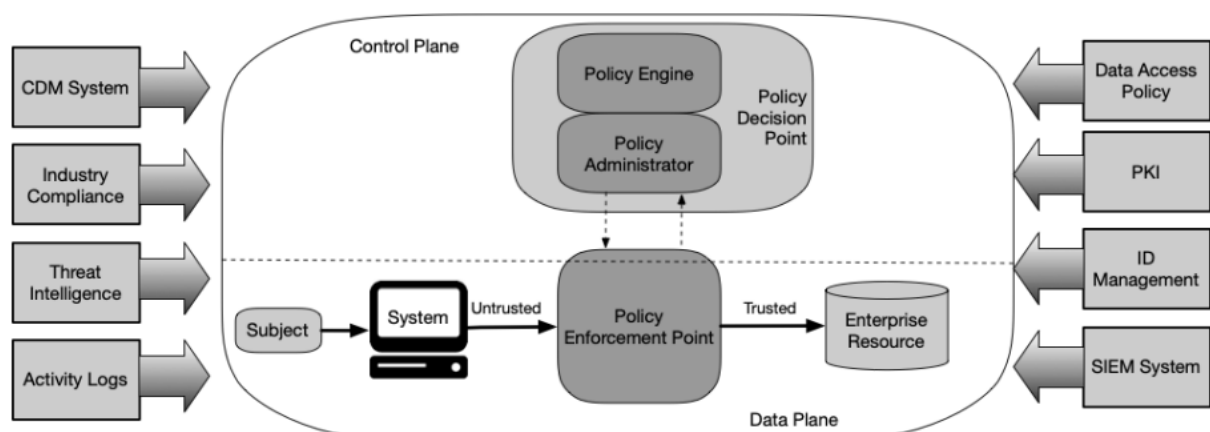 Control Plane
Policy Engine
Policy
Administrator
Policy
Decision
Point
CDM System
Industry
Compliance
Threat
Intelligence
Activity Logs
Data Access
Policy
PKI
ID
Management
SIEM System
Subject
System
Untrusted
Policy
Enforcement Point
Trusted
Enterprise
Resource
Data Plane